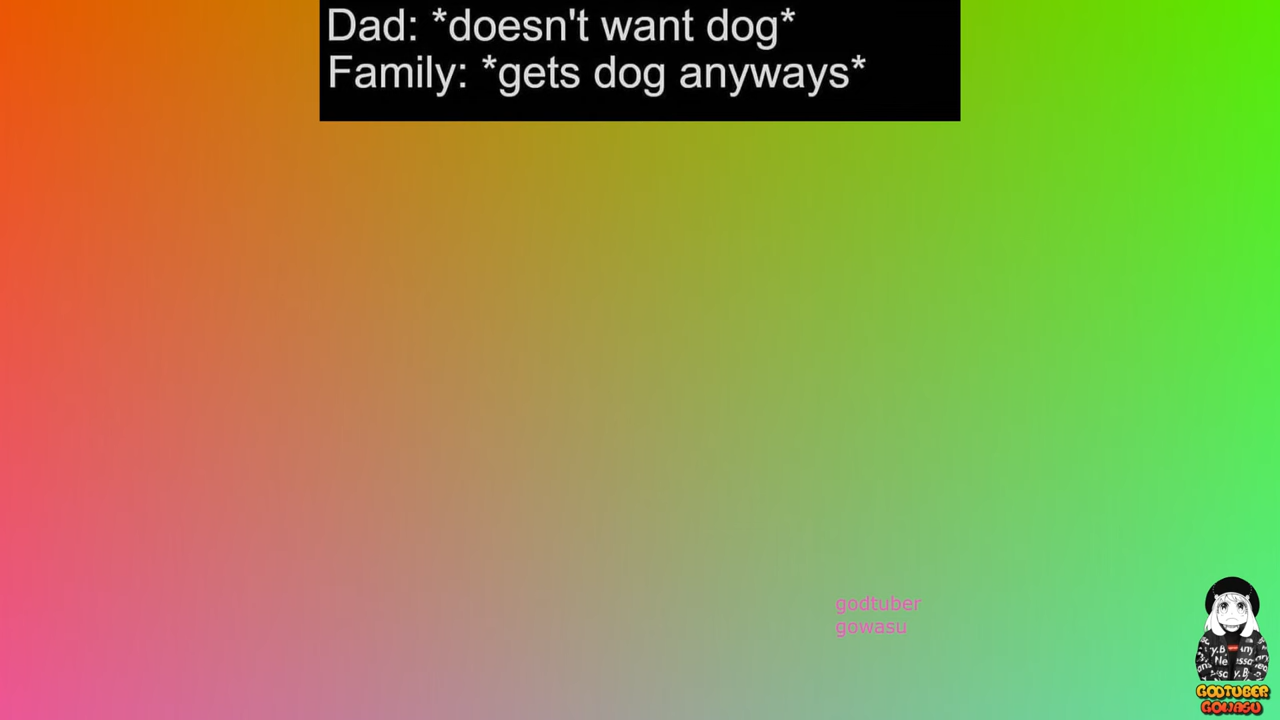 Dad: *doesn't want dog*
Family: *gets dog anyways*
godtuber
gowasu
GODTUBER
GOWASU